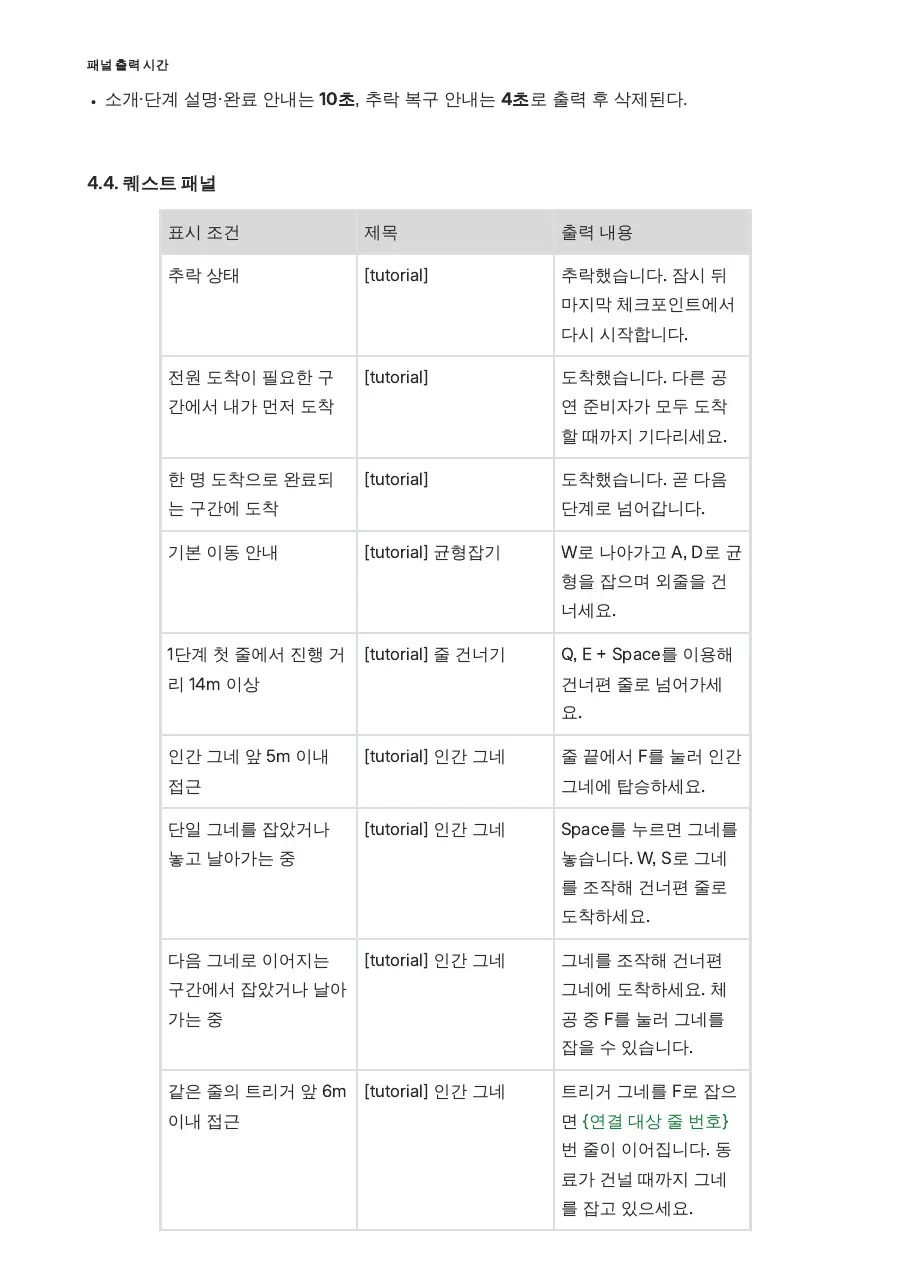 패널 출력 시간
• 소개·단계 설명·완료 안내는 10초, 추락 복구 안내는 4초로 출력 후 삭제된다.
4.4. 퀘스트 패널
표시 조건
제목
출력 내용
추락 상태
[tutorial]
추락했습니다. 잠시 뒤
마지막 체크포인트에서
다시 시작합니다.
전원 도착이 필요한 구
간에서 내가 먼저 도착
[tutorial]
도착했습니다. 다른 공
연 준비자가 모두 도착
할 때까지 기다리세요.
한 명 도착으로 완료되
는 구간에 도착
[tutorial]
도착했습니다. 곧 다음
단계로 넘어갑니다.
기본 이동 안내
[tutorial] 균형잡기
W로 나아가고 A, D로 균
형을 잡으며 외줄을 건
너세요.
1단계 첫 줄에서 진행 거
리 14m 이상
[tutorial] 줄 건너기
Q, E + Space를 이용해
건너편 줄로 넘어가세
요.
인간 그네 앞 5m 이내
접근
[tutorial] 인간 그네
줄 끝에서 F를 눌러 인간
그네에 탑승하세요.
단일 그네를 잡았거나
놓고 날아가는 중
[tutorial] 인간 그네
Space를 누르면 그네를
놓습니다. W, S로 그네
를 조작해 건너편 줄로
도착하세요.
다음 그네로 이어지는
구간에서 잡았거나 날아
가는 중
[tutorial] 인간 그네
그네를 조작해 건너편
그네에 도착하세요. 체
공 중 F를 눌러 그네를
잡을 수 있습니다.
같은 줄의 트리거 앞 6m
이내 접근
[tutorial] 인간 그네
트리거 그네를 F로 잡으
면 {연결 대상 줄 번호}
번 줄이 이어집니다. 동
료가 건널 때까지 그네
를 잡고 있으세요.